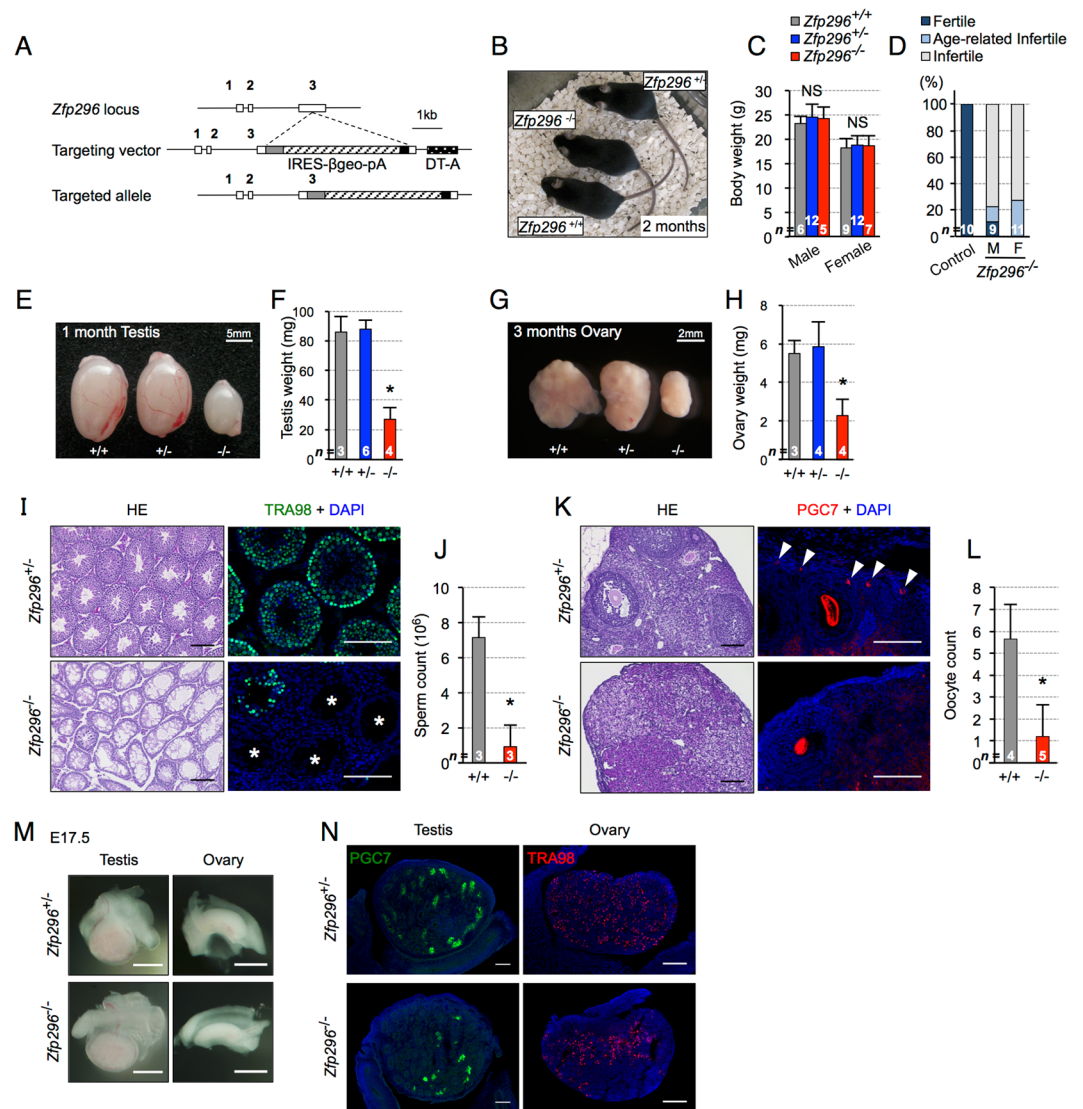 A
1 2 3
Zfp296 locus
1kb
1 2 3
Targeting vector
IRES-βgeo-pA DT-A
1 2 3
Targeted allele
B
Zfp296 +/-
Zfp296 -/-
Zfp296 +/+
2 months
Zfp296+/+
Zfp296+/-
Zfp296-/-
C
Body weight (g)
30
25
20
15
10
5
0
NS
NS
n = 6 12 5 9 12 7
Male Female
Fertile
Age-related Infertile
Infertile
D
(%)
100
80
60
40
20
0
n = 10 9 11
Control M F
Zfp296-/-
E
1 month Testis
5mm
+/+ +/- -/-
F
Testis weight (mg)
100
80
60
40
20
0
*
n = 3 6 4
+/+ +/- -/-
G
3 months Ovary
2mm
+/+ +/- -/-
H
Ovary weight (mg)
8
6
4
2
0
*
n = 3 4 4
+/+ +/- -/-
I
HE TRA98 + DAPI
Zfp296+/-
Zfp296-/-
* * * *
J
Sperm count (10⁶)
10
8
6
4
2
0
*
n = 3 3
+/+ -/-
K
HE PGC7 + DAPI
Zfp296+/-
Zfp296-/-
L
Oocyte count
8
7
6
5
4
3
2
1
0
*
n = 4 5
+/+ -/-
M
E17.5
Testis Ovary
Zfp296+/-
Zfp296-/-
N
Testis Ovary
PGC7 TRA98
Zfp296+/-
Zfp296-/-